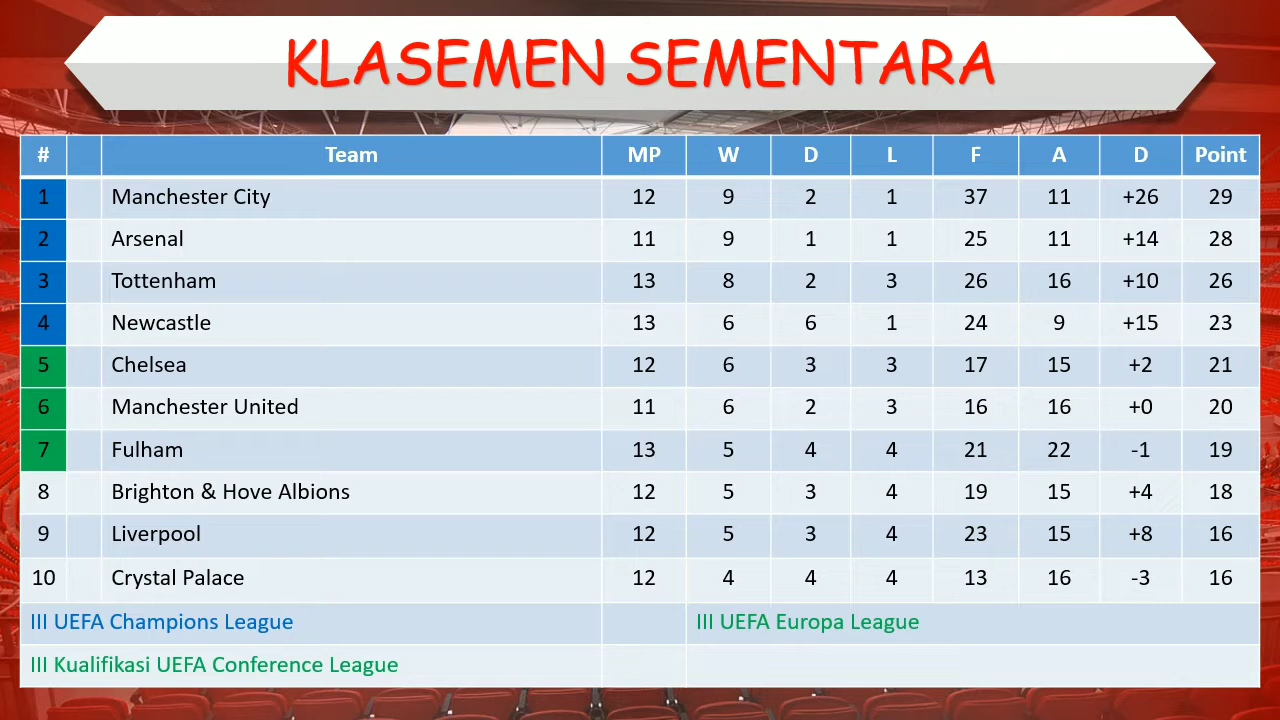 KLASEMEN SEMENTARA
# Team MP W D L F A D Point
1 Manchester City 12 9 2 1 37 11 +26 29
2 Arsenal 11 9 1 1 25 11 +14 28
3 Tottenham 13 8 2 3 26 16 +10 26
4 Newcastle 13 6 6 1 24 9 +15 23
5 Chelsea 12 6 3 3 17 15 +2 21
6 Manchester United 11 6 2 3 16 16 +0 20
7 Fulham 13 5 4 4 21 22 -1 19
8 Brighton & Hove Albions 12 5 3 4 19 15 +4 18
9 Liverpool 12 5 3 4 23 15 +8 16
10 Crystal Palace 12 4 4 4 13 16 -3 16
III UEFA Champions League III UEFA Europa League
III Kualifikasi UEFA Conference League